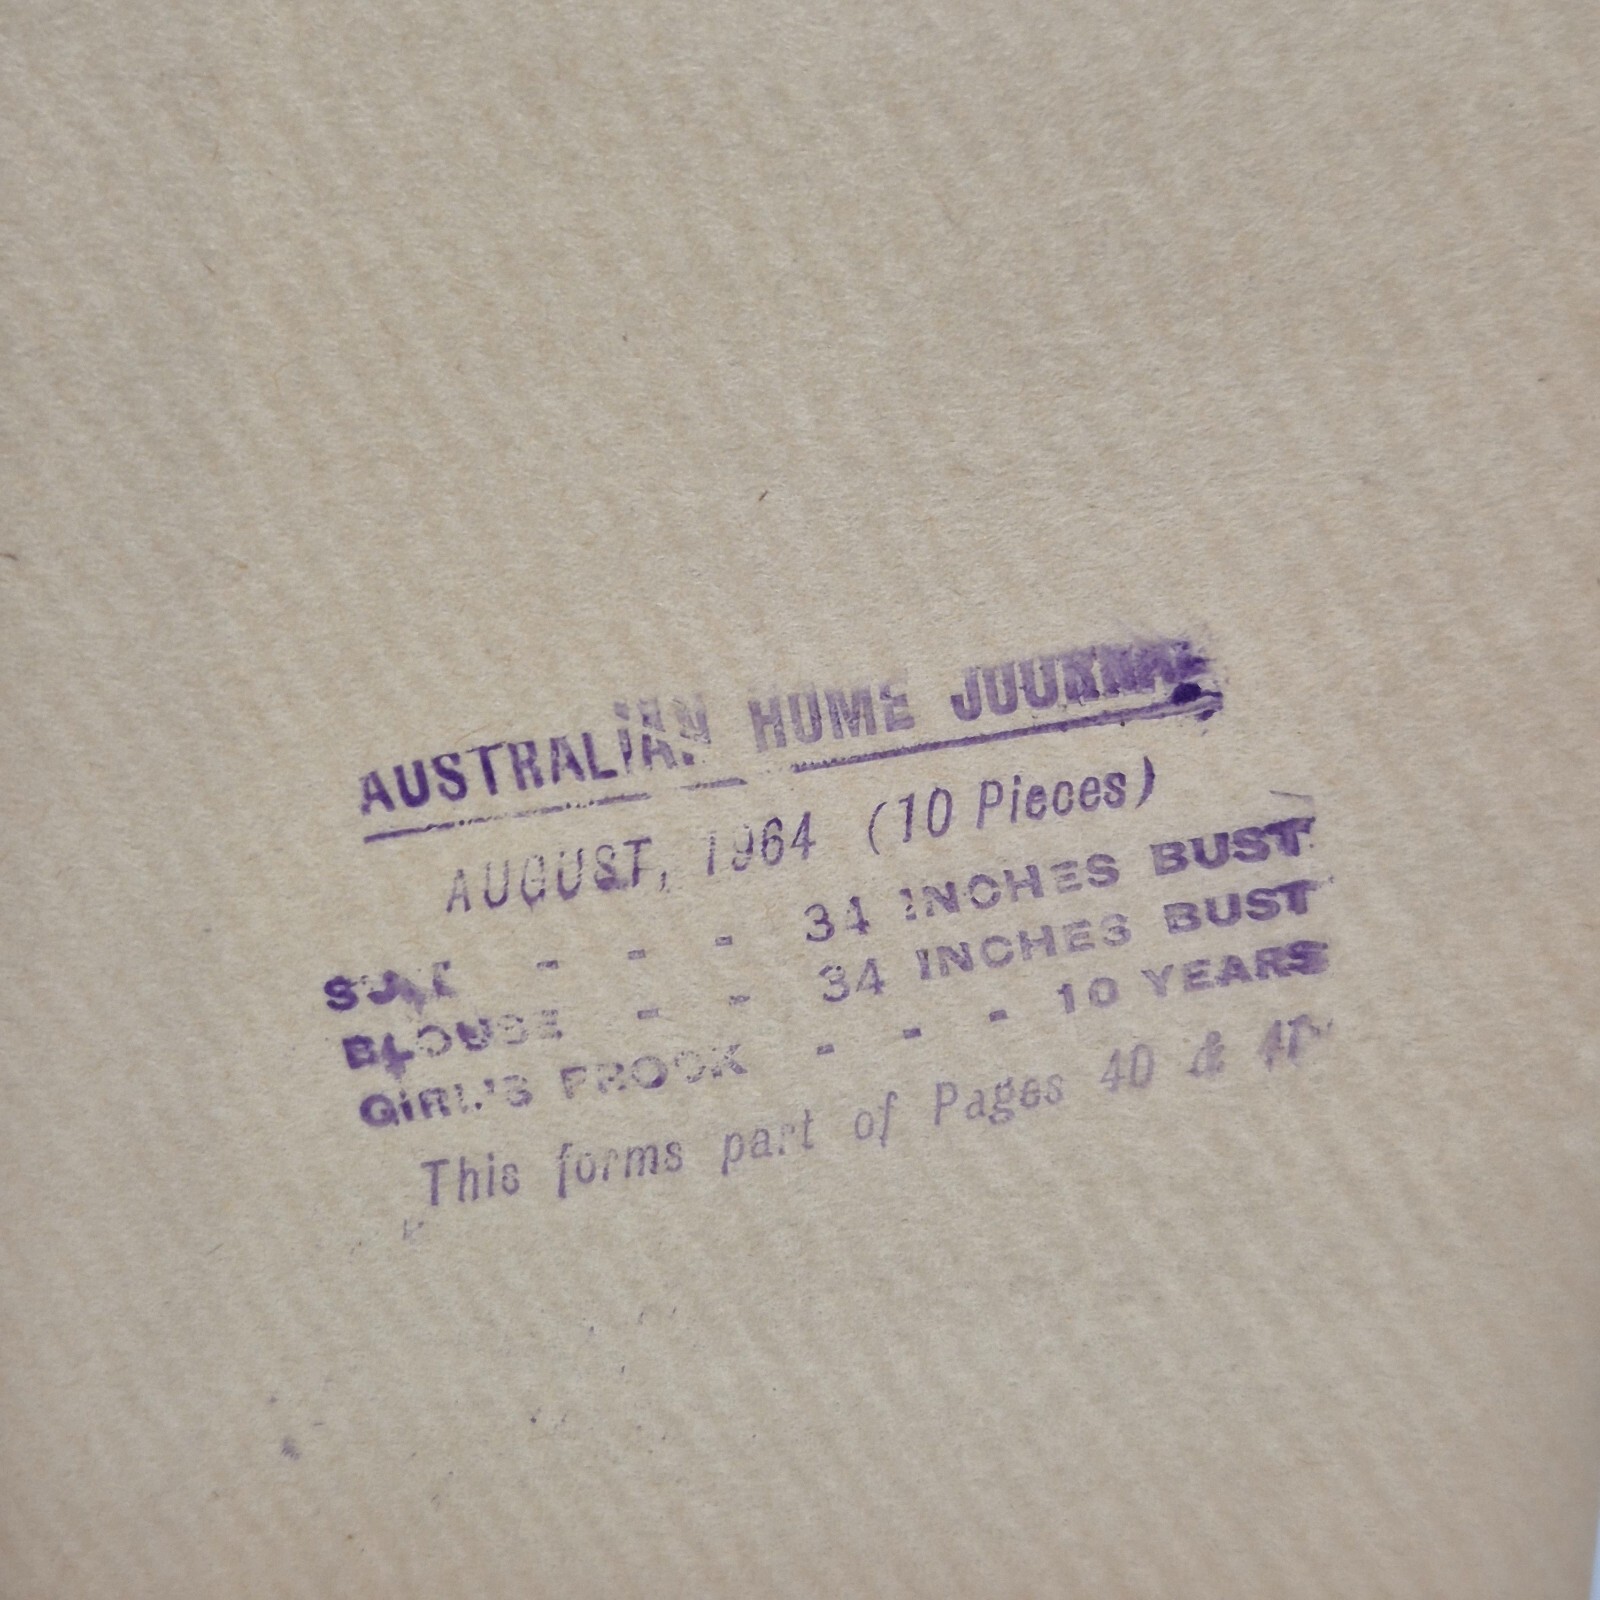 AUSTRALIAN HOME JOURNAL
AUGUST, 1964 (10 Pieces)
SUIT - - - 34 INCHES BUST
BLOUSE - - 34 INCHES BUST
GIRL'S FROCK - - - 10 YEARS
This forms part of Pages 40 &